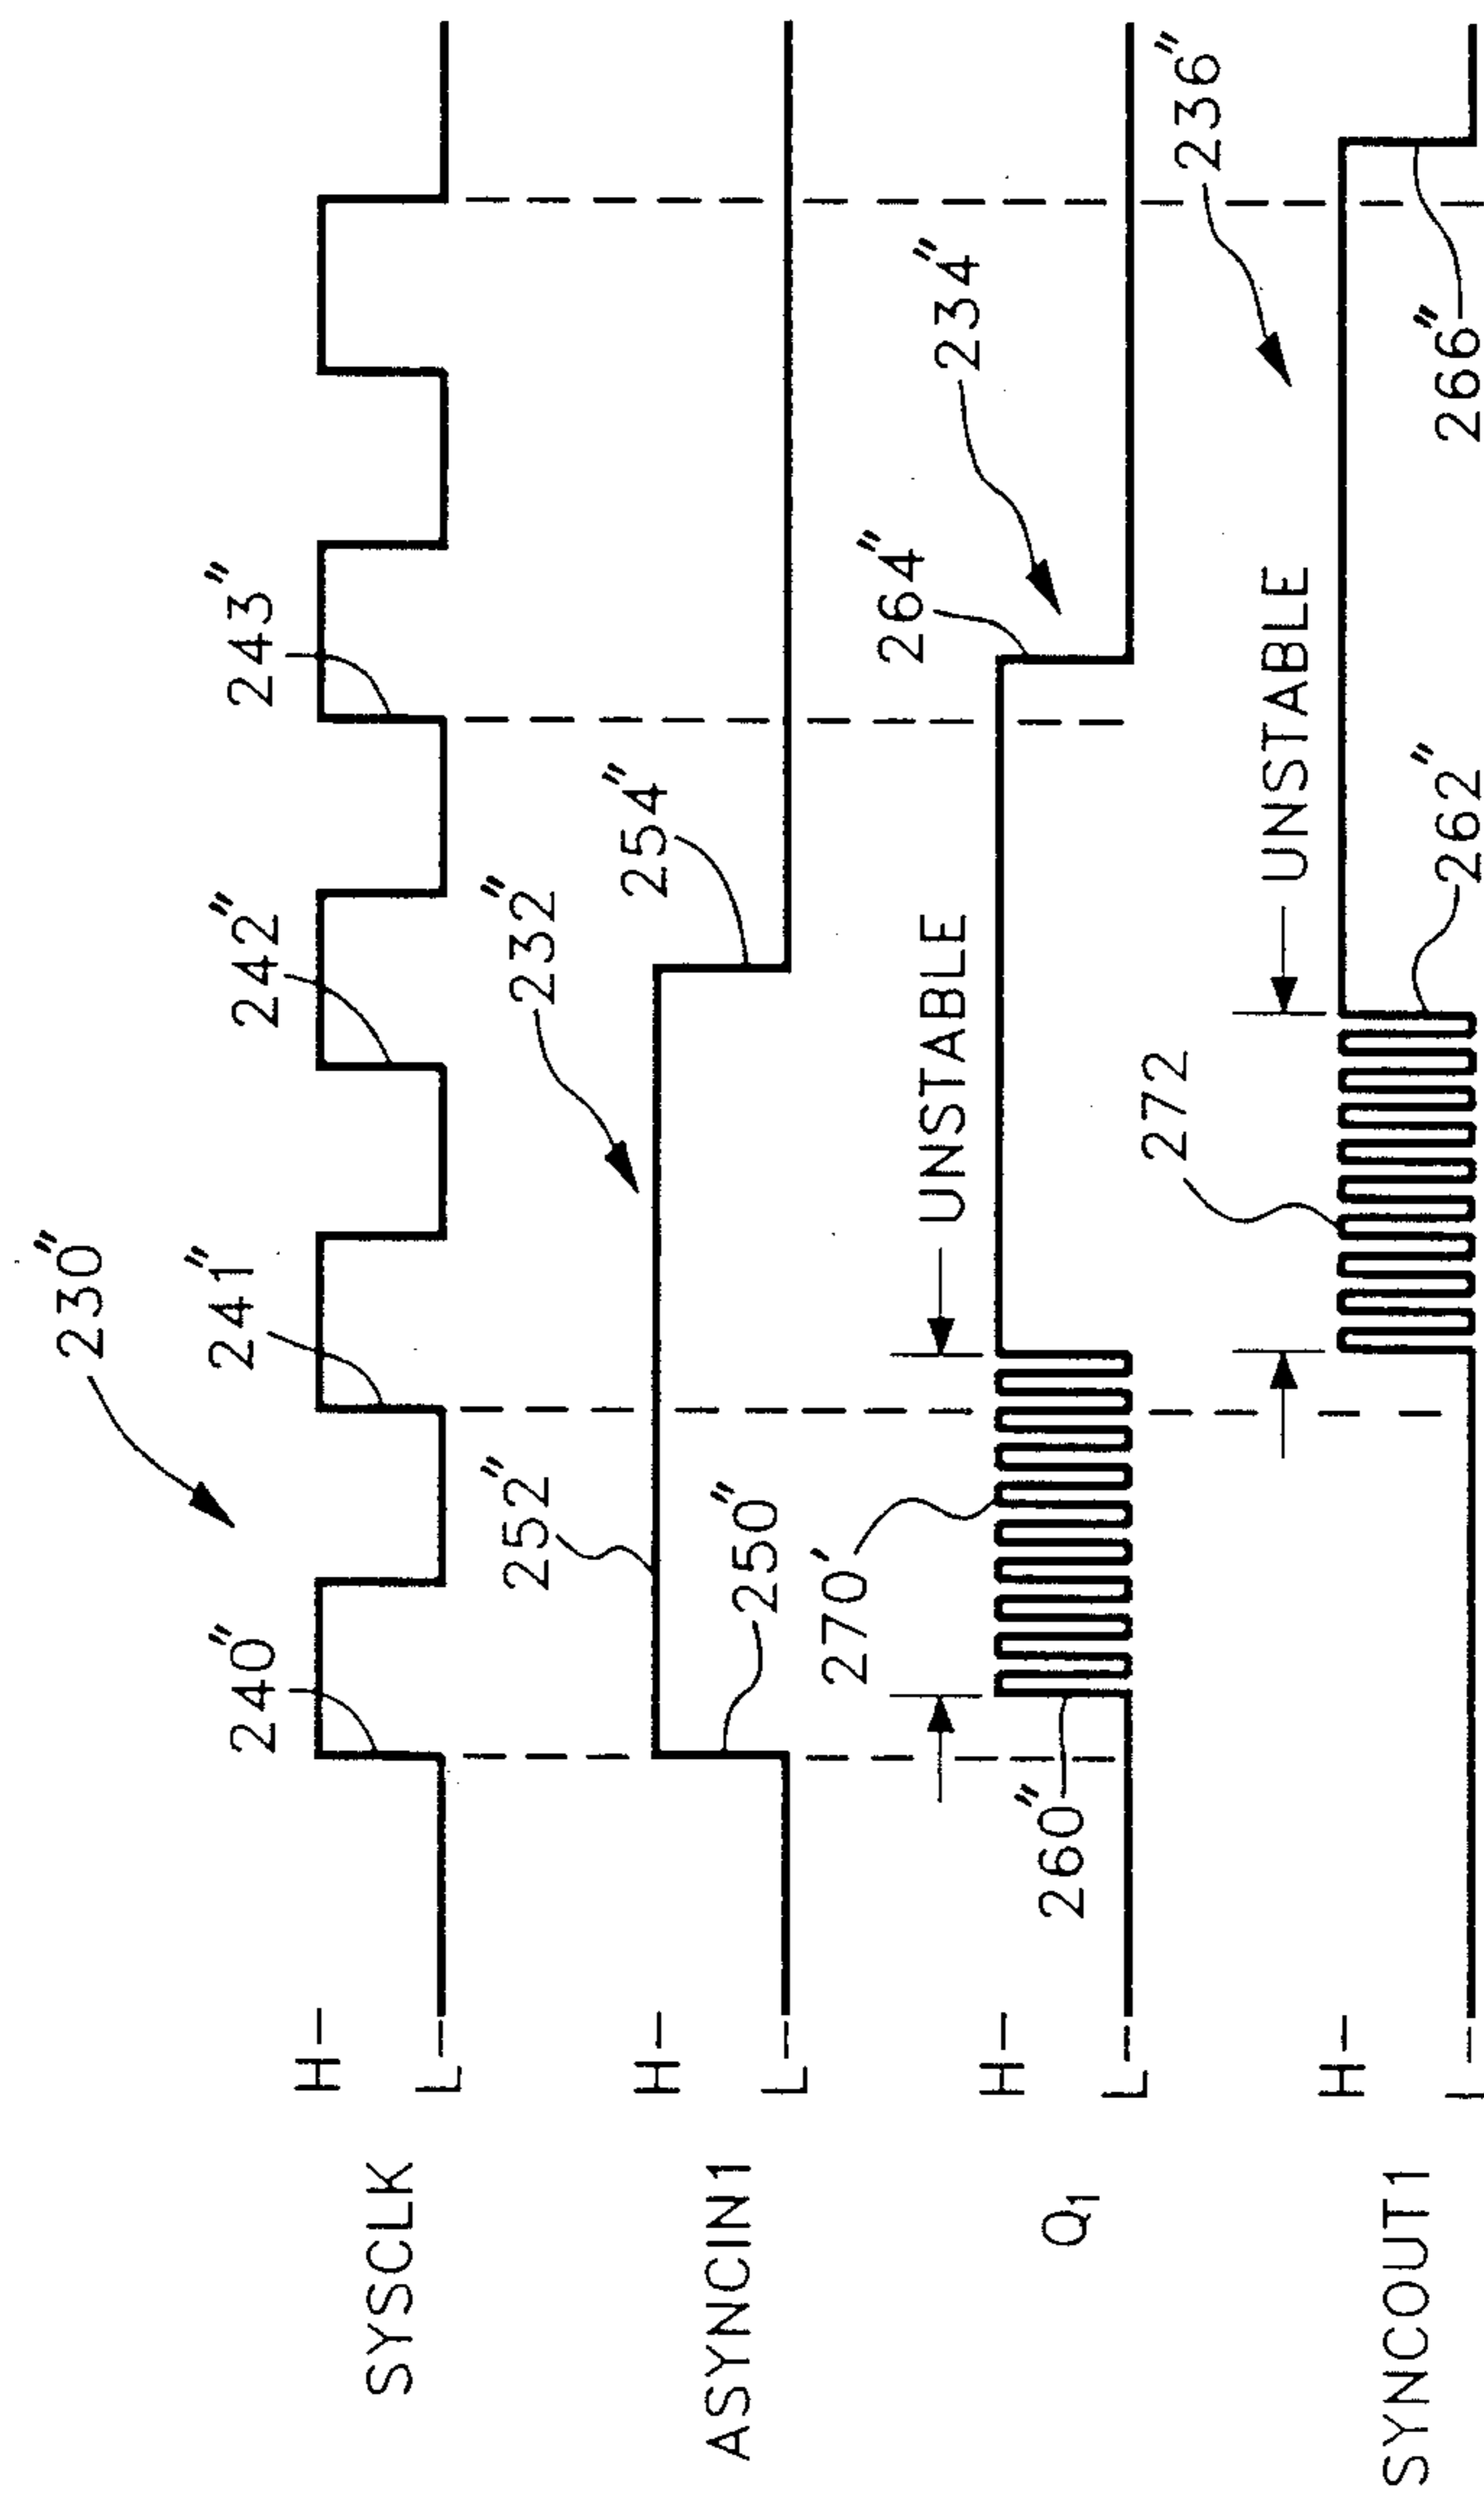 230"
SYSCLK
H
L
240"
241"
242"
243"
ASYNCIN1
H
L
250"
252"
232"
254"
Q1
H
L
260"
270'
UNSTABLE
264"
234"
SYNCOUT1
H
L
272
262"
UNSTABLE
266"
236"